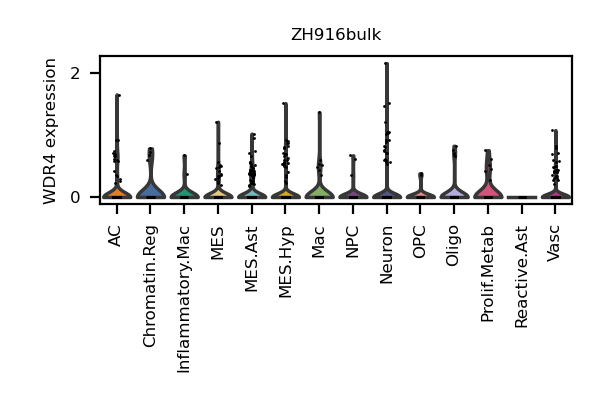 ZH916bulk
WDR4 expression
2
0
AC
Chromatin.Reg
Inflammatory.Mac
MES
MES.Ast
MES.Hyp
Mac
NPC
Neuron
OPC
Oligo
Prolif.Metab
Reactive.Ast
Vasc